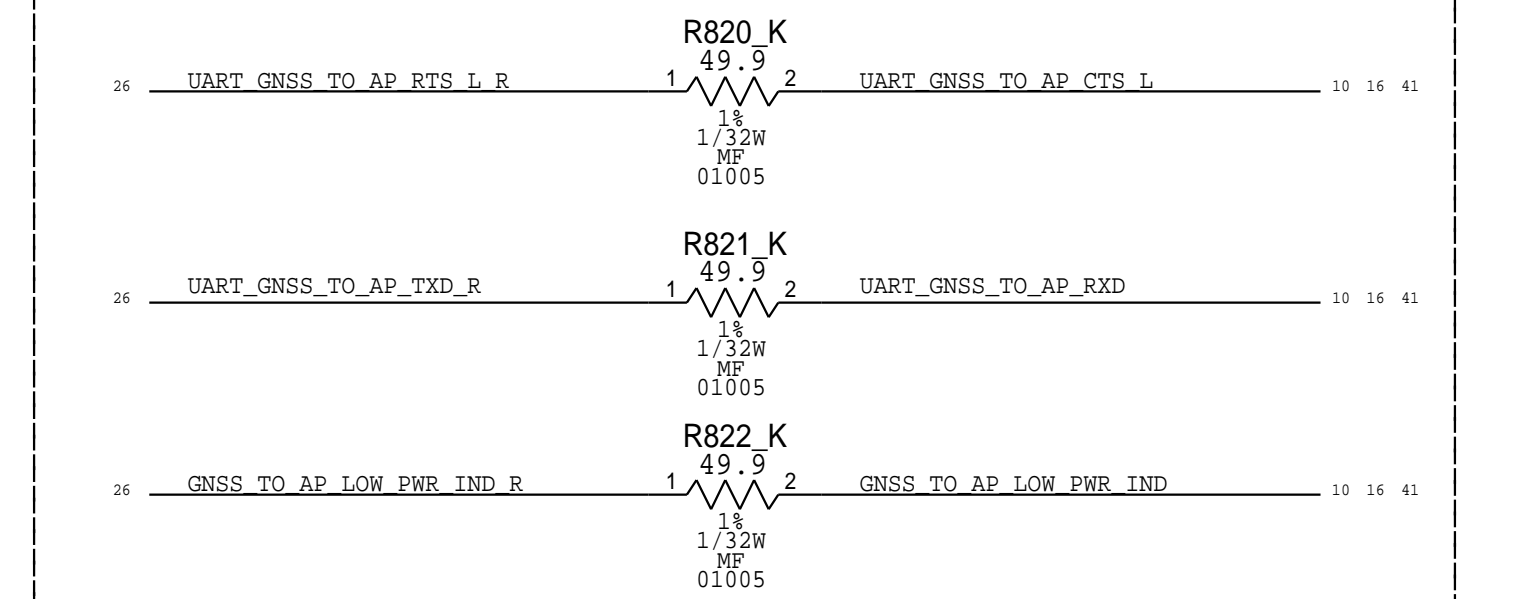 R820_K
49.9
26 UART_GNSS_TO_AP_RTS_L_R 1 2 UART_GNSS_TO_AP_CTS_L 10 16 41
1%
1/32W
MF
01005
R821_K
49.9
26 UART_GNSS_TO_AP_TXD_R 1 2 UART_GNSS_TO_AP_RXD 10 16 41
1%
1/32W
MF
01005
R822_K
49.9
26 GNSS_TO_AP_LOW_PWR_IND_R 1 2 GNSS_TO_AP_LOW_PWR_IND 10 16 41
1%
1/32W
MF
01005